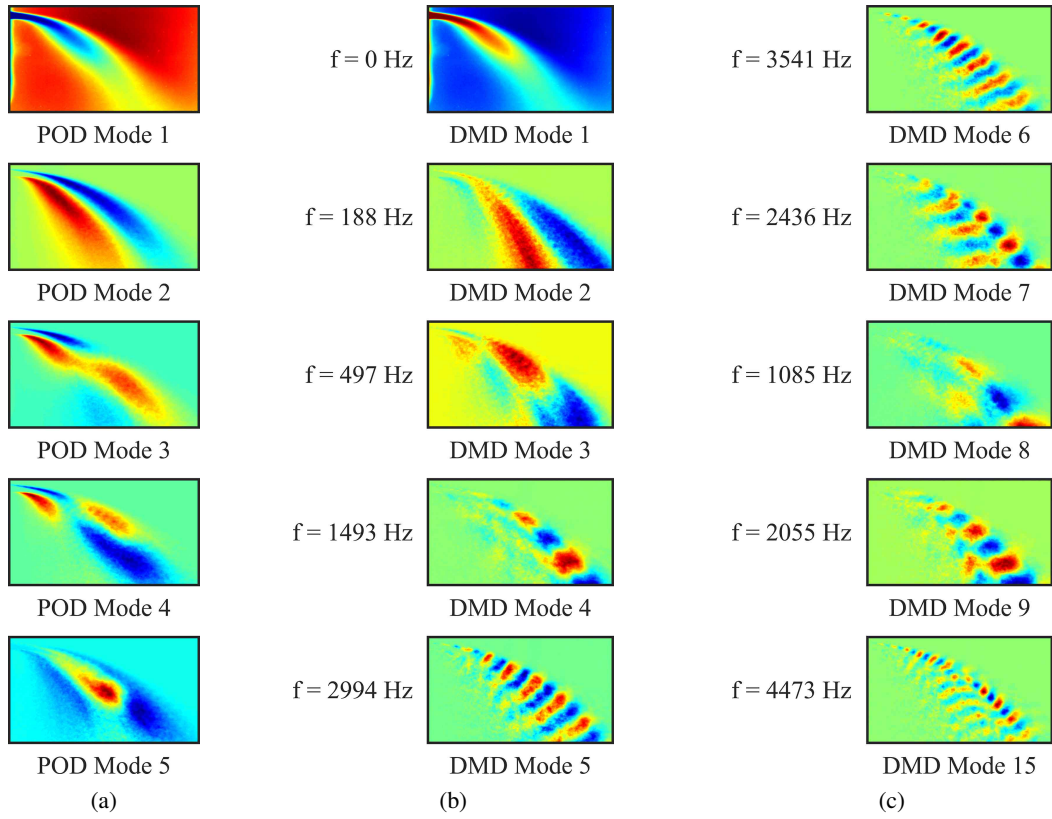 POD Mode 1
POD Mode 2
POD Mode 3
POD Mode 4
POD Mode 5
(a)
f = 0 Hz
DMD Mode 1
f = 188 Hz
DMD Mode 2
f = 497 Hz
DMD Mode 3
f = 1493 Hz
DMD Mode 4
f = 2994 Hz
DMD Mode 5
(b)
f = 3541 Hz
DMD Mode 6
f = 2436 Hz
DMD Mode 7
f = 1085 Hz
DMD Mode 8
f = 2055 Hz
DMD Mode 9
f = 4473 Hz
DMD Mode 15
(c)